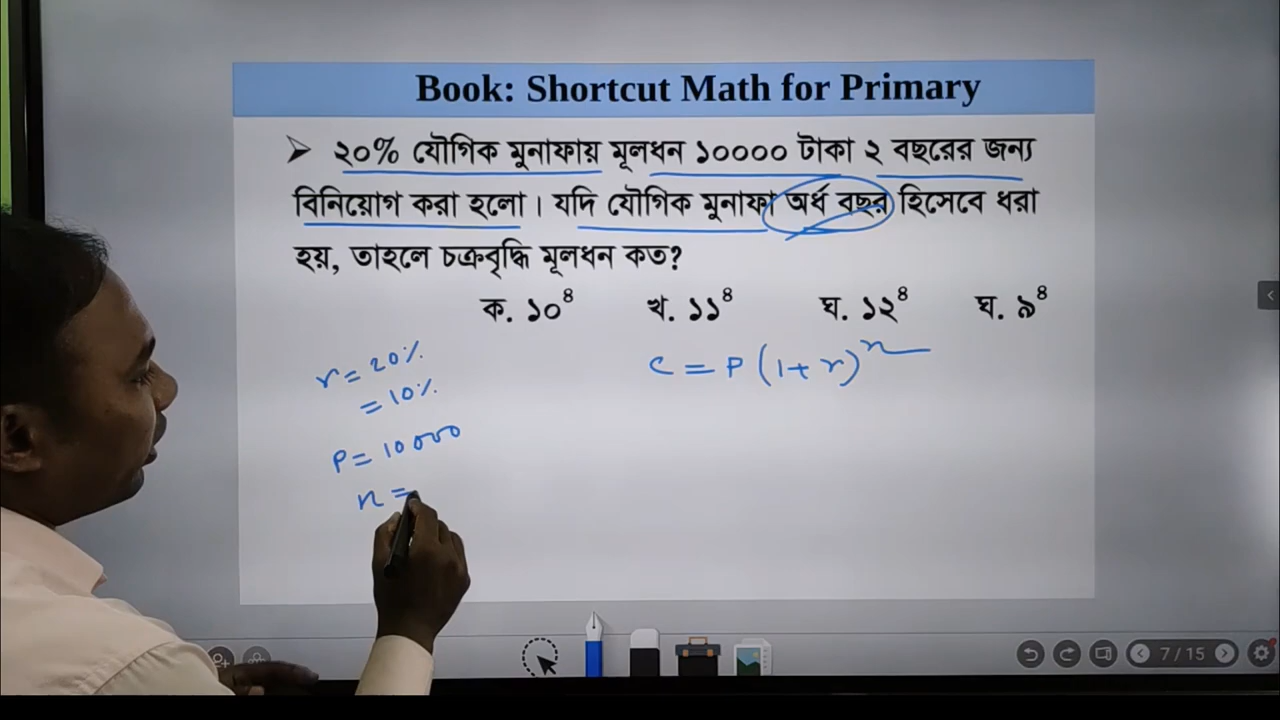 Book: Shortcut Math for Primary
➢ ২০% যৌগিক মুনাফায় মূলধন ১০০০০ টাকা ২ বছরের জন্য
বিনিয়োগ করা হলো। যদি যৌগিক মুনাফা অর্ধ বছর হিসেবে ধরা
হয়, তাহলে চক্রবৃদ্ধি মূলধন কত?
ক. ১০⁸ খ. ১১⁸ ঘ. ১২⁸ ঘ. ৯⁸
r = 20%
= 10%
P = 10000
n =
C = P (1 + r)ⁿ
7 / 15